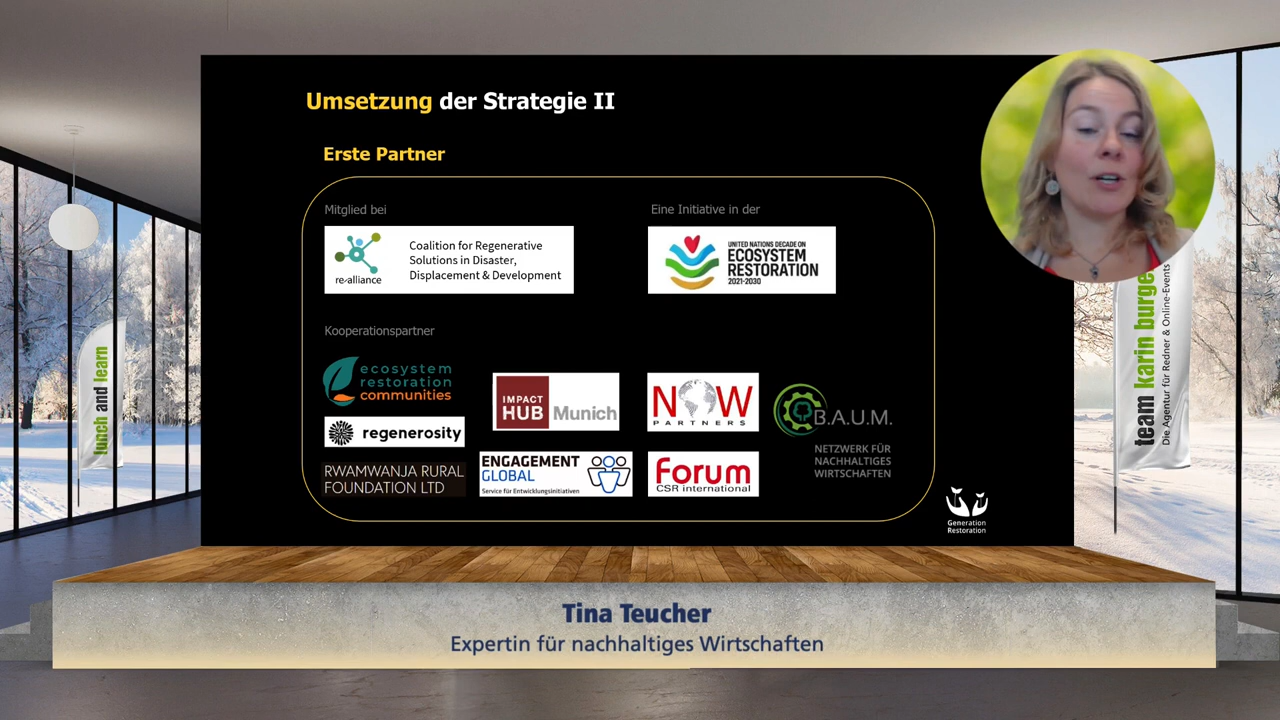 Umsetzung der Strategie II
Erste Partner
Mitglied bei
Eine Initiative in der
re-alliance
Coalition for Regenerative
Solutions in Disaster,
Displacement & Development
UNITED NATIONS DECADE ON
ECOSYSTEM
RESTORATION
2021-2030
Kooperationspartner
ecosystem
restoration
communities
IMPACT
HUB Munich
NOW
PARTNERS
B.A.U.M.
NETZWERK FÜR
NACHHALTIGES
WIRTSCHAFTEN
regenerosity
RWAMWANJA RURAL
FOUNDATION LTD
ENGAGEMENT
GLOBAL
Service für Entwicklungsinitiativen
Forum
CSR international
Generation
Restoration
lunch and learn
team karin burge
Die Agentur für Redner & Online-Events
Tina Teucher
Expertin für nachhaltiges Wirtschaften